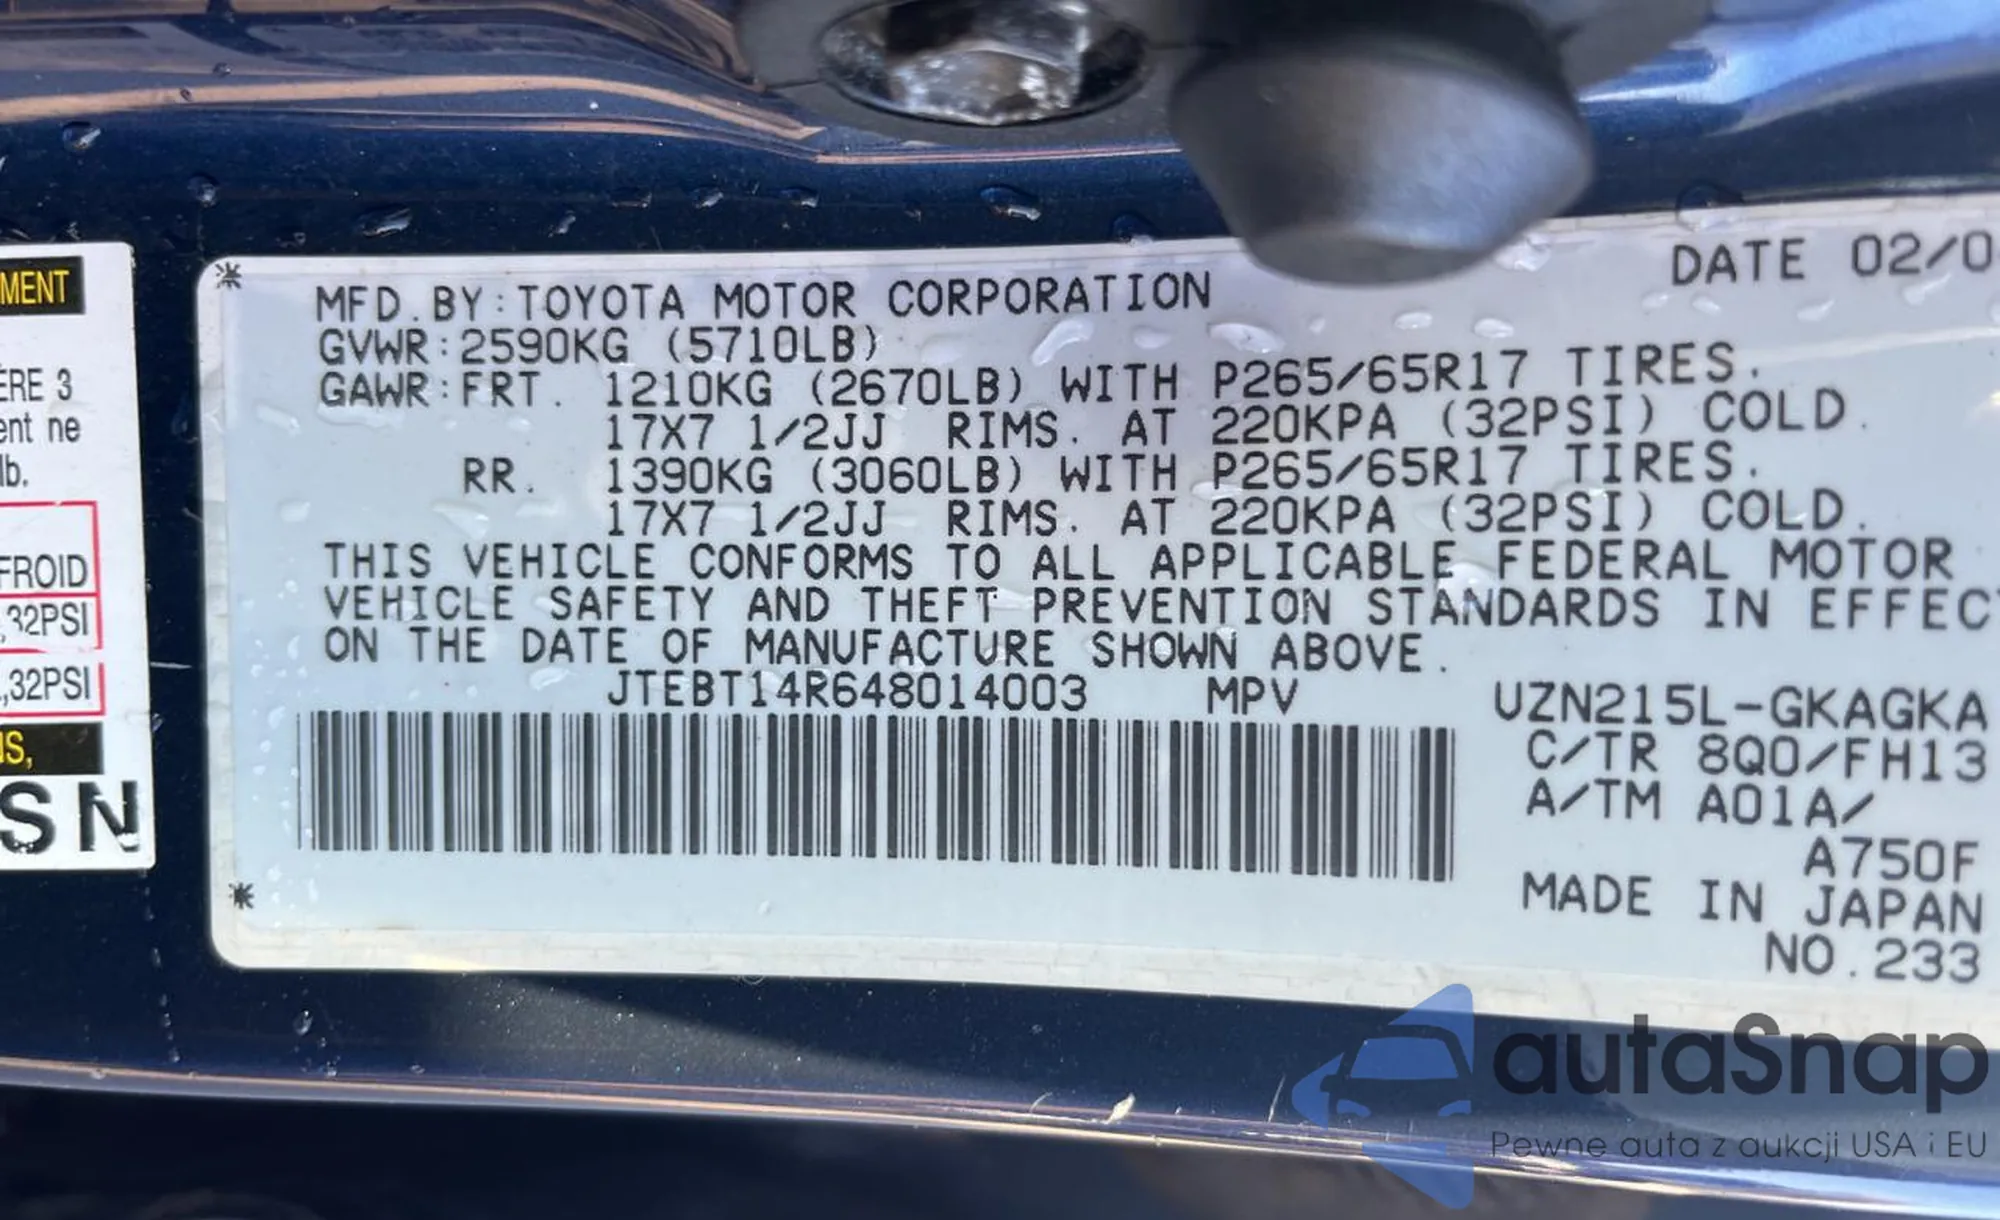 MENT
ÈRE 3
ent ne
lb.
FROID
,32PSI
,32PSI
NS,
SN
DATE 02/0
MFD.BY:TOYOTA MOTOR CORPORATION
GVWR:2590KG (5710LB)
GAWR:FRT. 1210KG (2670LB) WITH P265/65R17 TIRES.
17X7 1/2JJ RIMS. AT 220KPA (32PSI) COLD.
RR. 1390KG (3060LB) WITH P265/65R17 TIRES.
17X7 1/2JJ RIMS. AT 220KPA (32PSI) COLD.
THIS VEHICLE CONFORMS TO ALL APPLICABLE FEDERAL MOTOR
VEHICLE SAFETY AND THEFT PREVENTION STANDARDS IN EFFECT
ON THE DATE OF MANUFACTURE SHOWN ABOVE.
JTEBT14R648014003 MPV UZN215L-GKAGKA
C/TR 8Q0/FH13
A/TM A01A/
A750F
MADE IN JAPAN
NO.233
autaSnap
Pewne auta z aukcji USA i EU